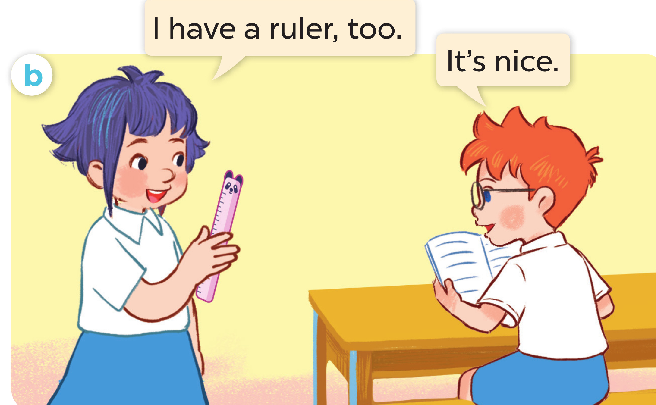 I have a ruler, too.
It's nice.
b